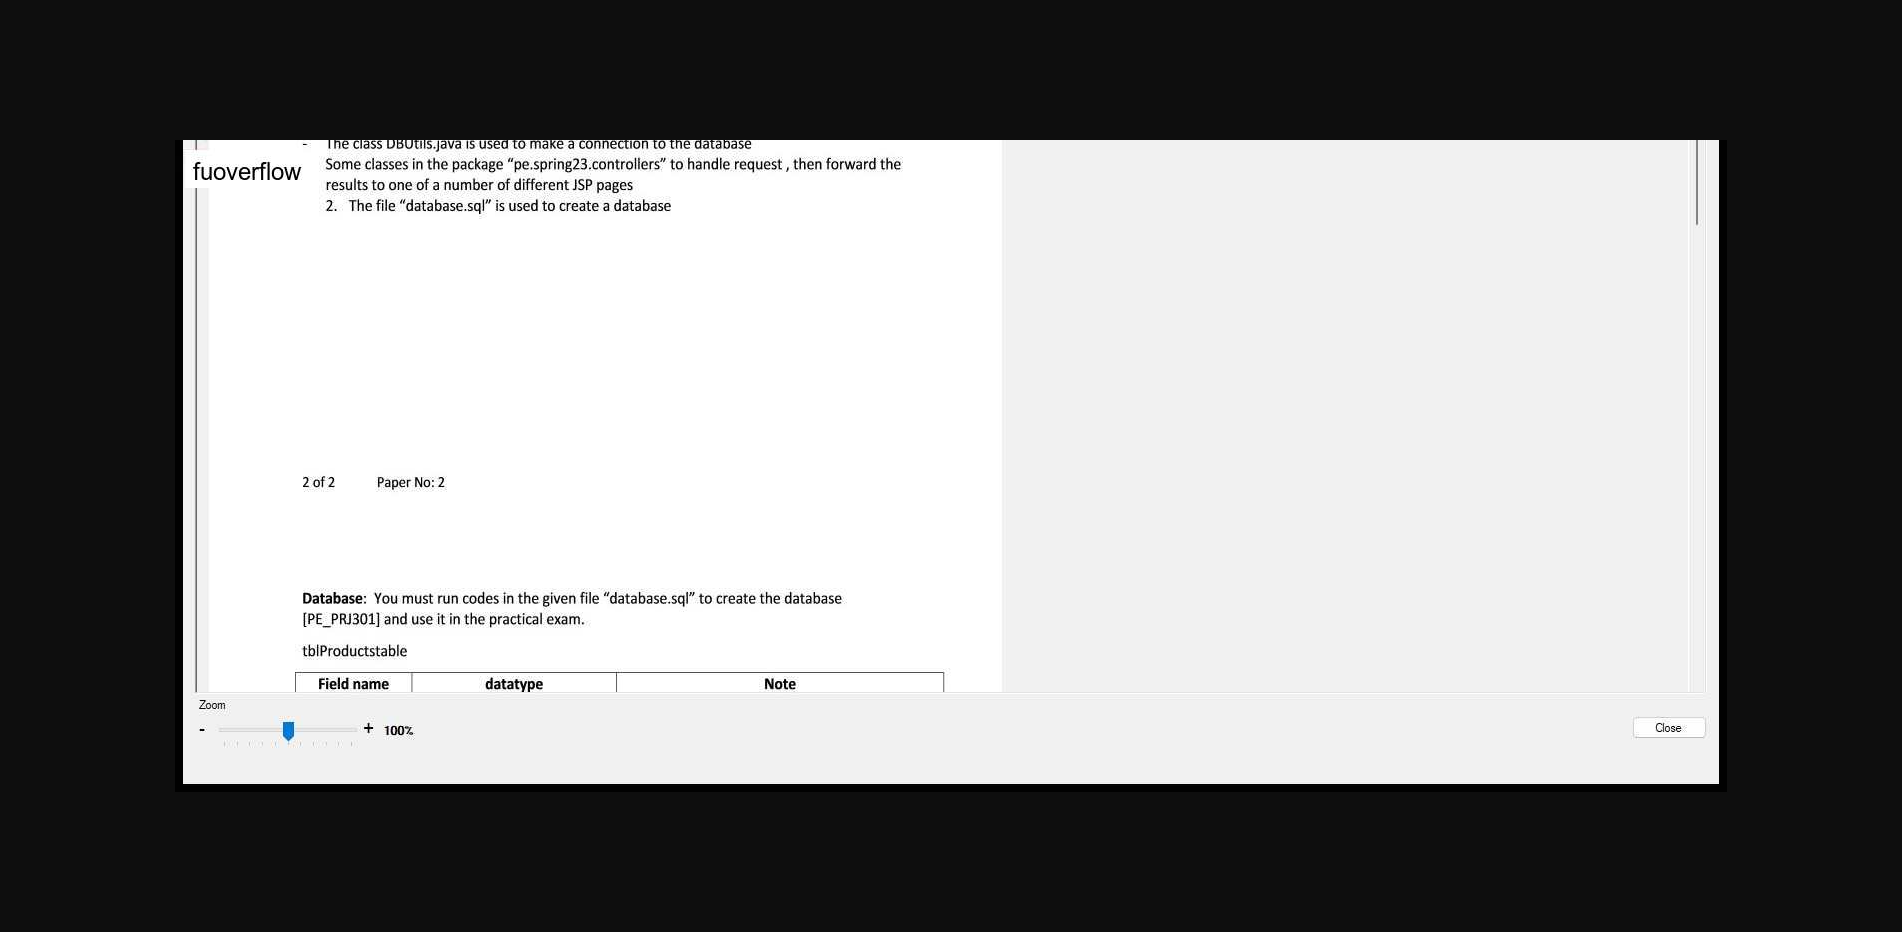 - The class DBUtils.java is used to make a connection to the database
fuoverflow
Some classes in the package “pe.spring23.controllers” to handle request , then forward the
results to one of a number of different JSP pages
2. The file “database.sql” is used to create a database
2 of 2 Paper No: 2
Database: You must run codes in the given file “database.sql” to create the database
[PE_PRJ301] and use it in the practical exam.
tblProductstable
Field name datatype Note
Zoom
- + 100%
Close